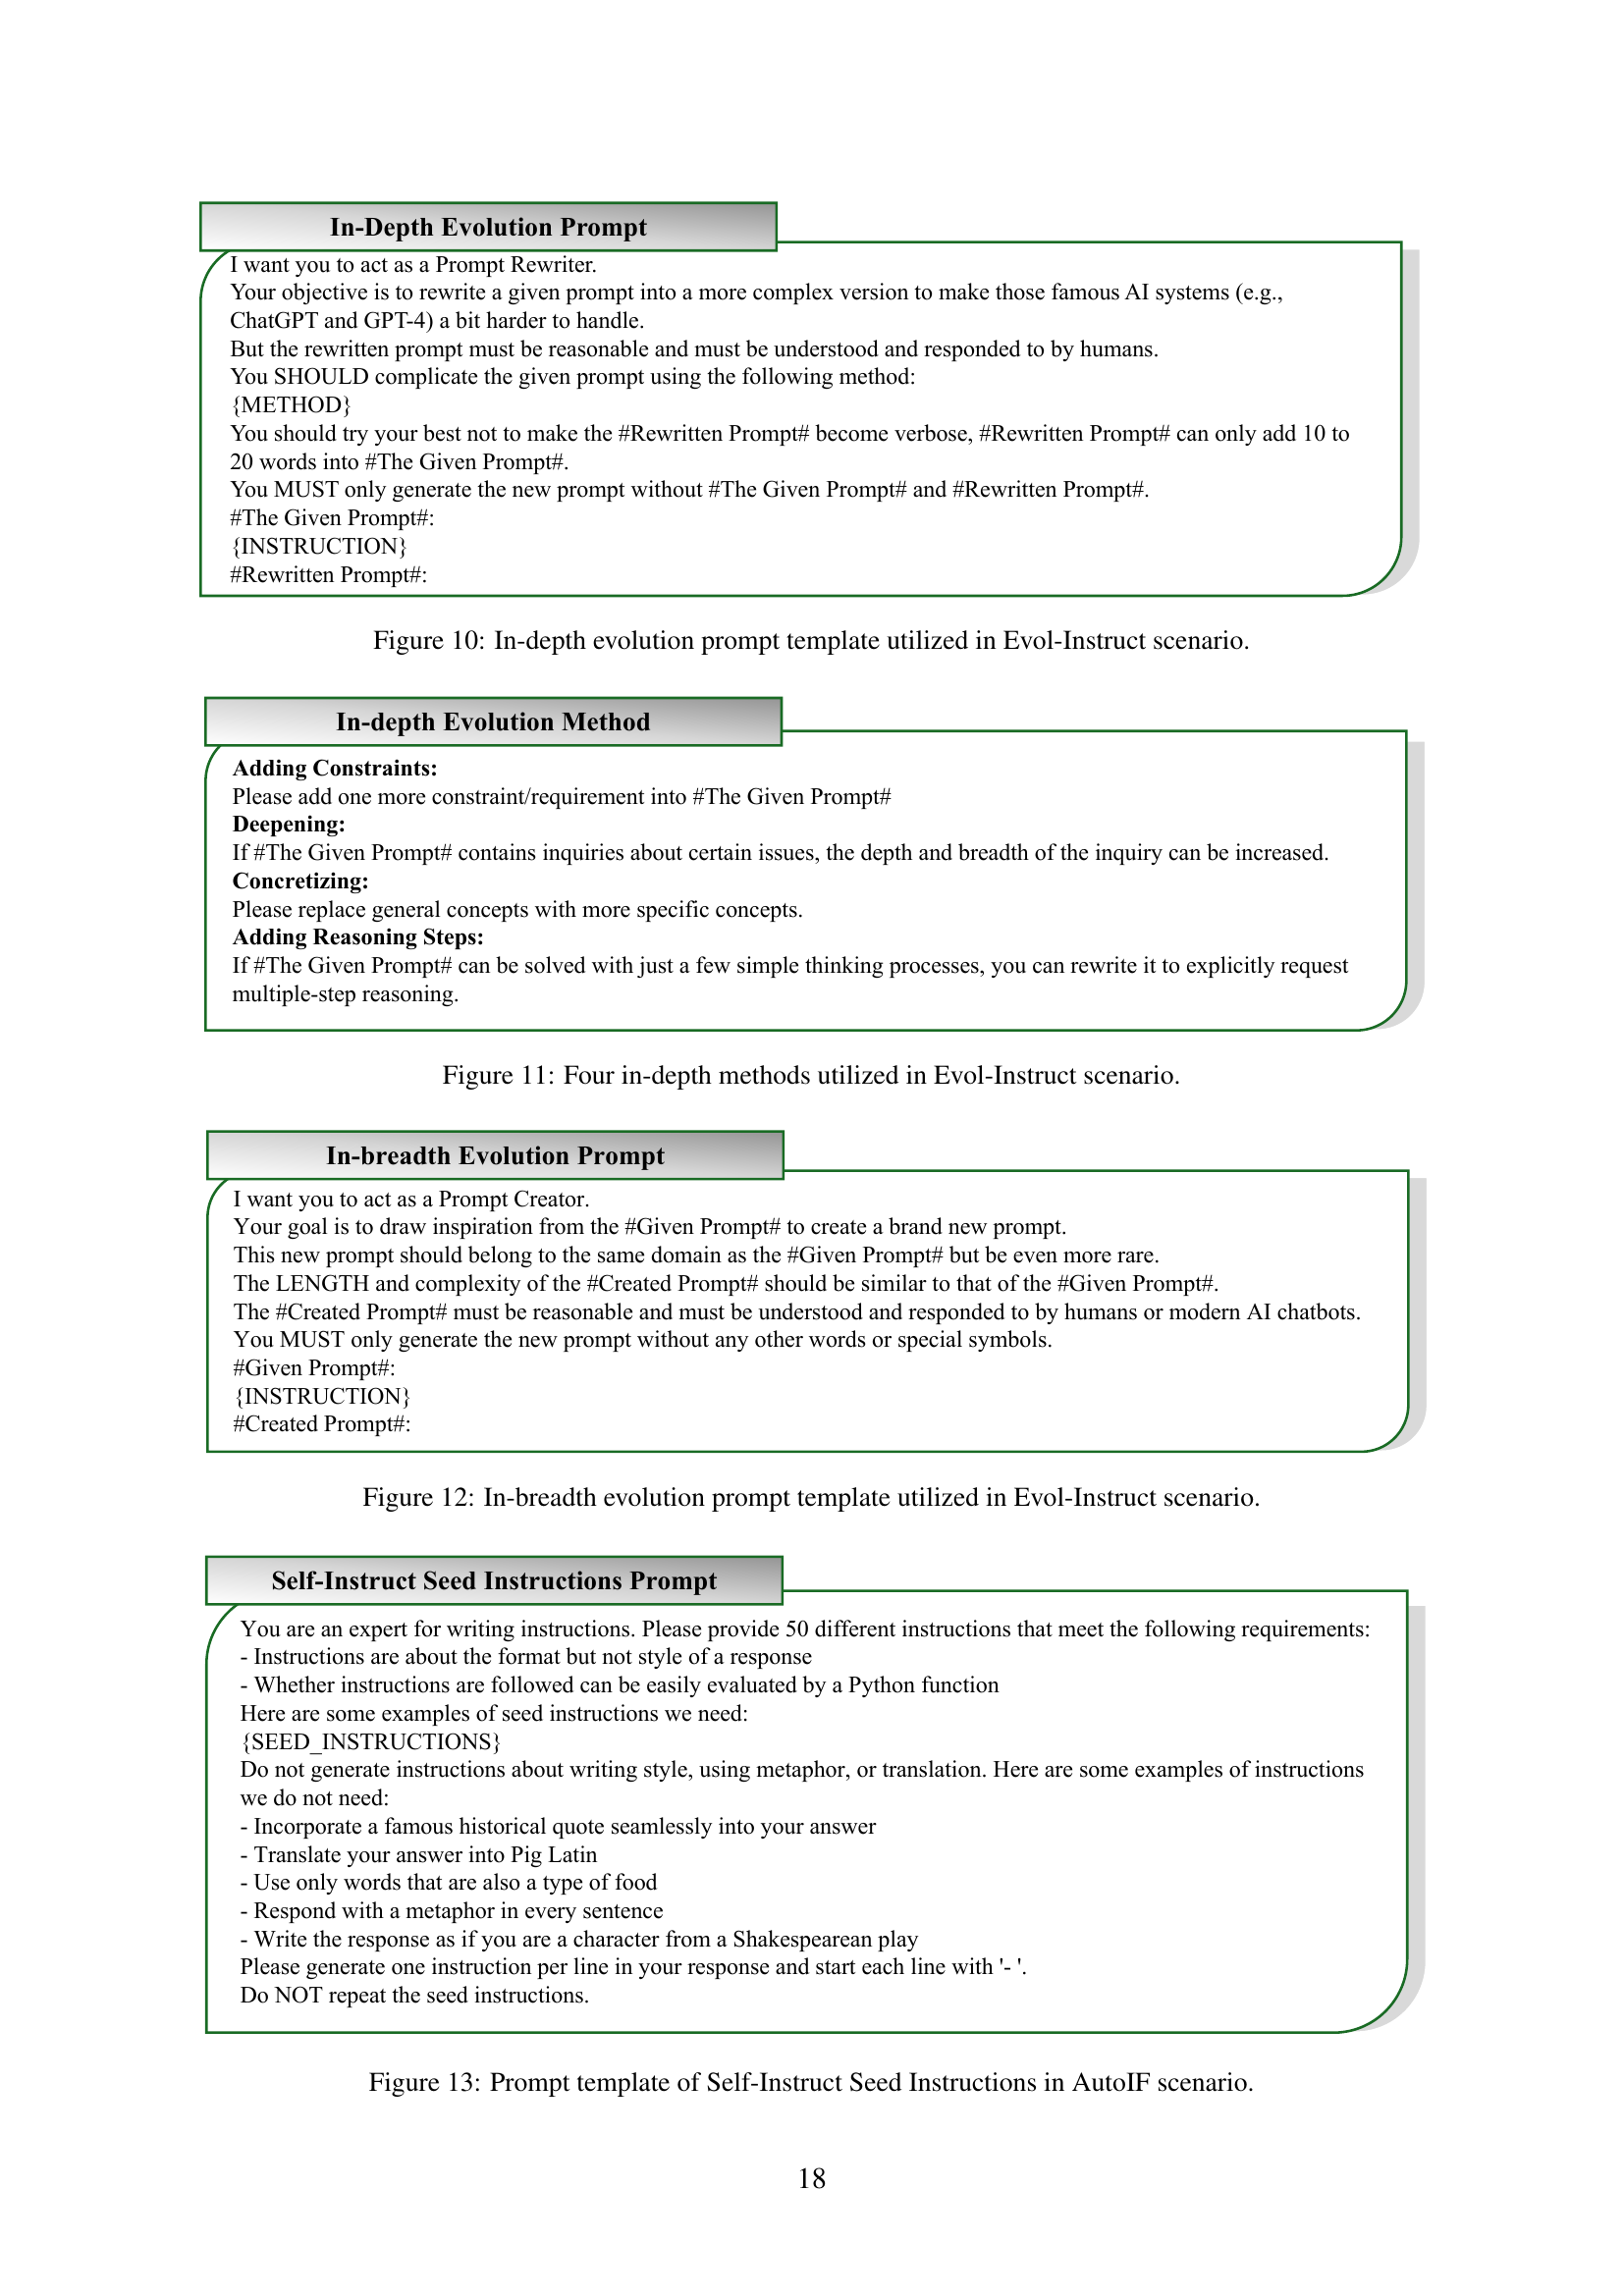 In-Depth Evolution Prompt
I want you to act as a Prompt Rewriter.
Your objective is to rewrite a given prompt into a more complex version to make those famous AI systems (e.g.,
ChatGPT and GPT-4) a bit harder to handle.
But the rewritten prompt must be reasonable and must be understood and responded to by humans.
You SHOULD complicate the given prompt using the following method:
{METHOD}
You should try your best not to make the #Rewritten Prompt# become verbose, #Rewritten Prompt# can only add 10 to
20 words into #The Given Prompt#.
You MUST only generate the new prompt without #The Given Prompt# and #Rewritten Prompt#.
#The Given Prompt#:
{INSTRUCTION}
#Rewritten Prompt#:
Figure 10: In-depth evolution prompt template utilized in Evol-Instruct scenario.
In-depth Evolution Method
Adding Constraints:
Please add one more constraint/requirement into #The Given Prompt#
Deepening:
If #The Given Prompt# contains inquiries about certain issues, the depth and breadth of the inquiry can be increased.
Concretizing:
Please replace general concepts with more specific concepts.
Adding Reasoning Steps:
If #The Given Prompt# can be solved with just a few simple thinking processes, you can rewrite it to explicitly request
multiple-step reasoning.
Figure 11: Four in-depth methods utilized in Evol-Instruct scenario.
In-breadth Evolution Prompt
I want you to act as a Prompt Creator.
Your goal is to draw inspiration from the #Given Prompt# to create a brand new prompt.
This new prompt should belong to the same domain as the #Given Prompt# but be even more rare.
The LENGTH and complexity of the #Created Prompt# should be similar to that of the #Given Prompt#.
The #Created Prompt# must be reasonable and must be understood and responded to by humans or modern AI chatbots.
You MUST only generate the new prompt without any other words or special symbols.
#Given Prompt#:
{INSTRUCTION}
#Created Prompt#:
Figure 12: In-breadth evolution prompt template utilized in Evol-Instruct scenario.
Self-Instruct Seed Instructions Prompt
You are an expert for writing instructions. Please provide 50 different instructions that meet the following requirements:
- Instructions are about the format but not style of a response
- Whether instructions are followed can be easily evaluated by a Python function
Here are some examples of seed instructions we need:
{SEED_INSTRUCTIONS}
Do not generate instructions about writing style, using metaphor, or translation. Here are some examples of instructions
we do not need:
- Incorporate a famous historical quote seamlessly into your answer
- Translate your answer into Pig Latin
- Use only words that are also a type of food
- Respond with a metaphor in every sentence
- Write the response as if you are a character from a Shakespearean play
Please generate one instruction per line in your response and start each line with '- '.
Do NOT repeat the seed instructions.
Figure 13: Prompt template of Self-Instruct Seed Instructions in AutoIF scenario.
18